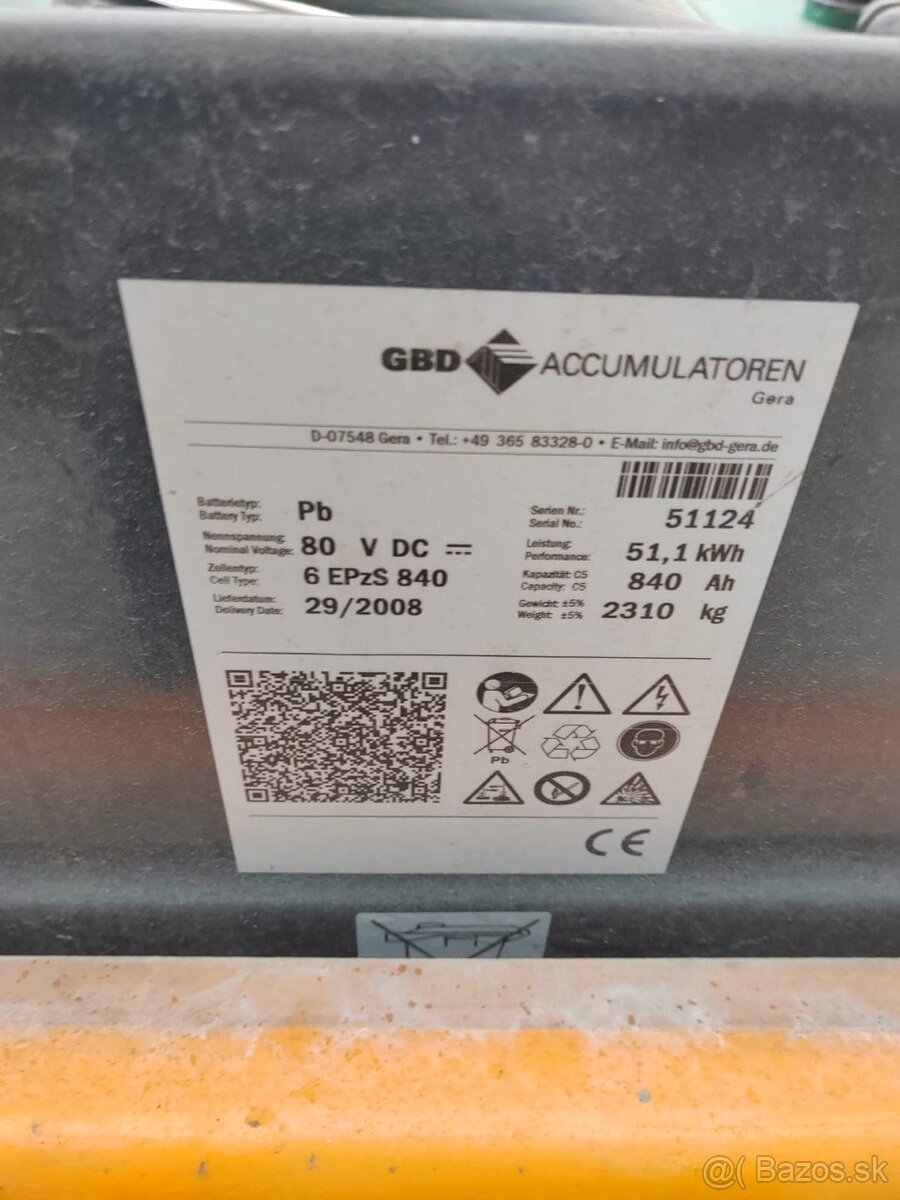 GBD ACCUMULATOREN
Gera
D-07548 Gera • Tel.: +49 365 83328-0 • E-Mail: info@gbd-gera.de
Batterietyp:
Battery Typ: Pb
Serien Nr.:
Serial No.: 51124
Nennspannung:
Nominal Voltage: 80 V DC
Leistung:
Performance: 51,1 kWh
Zellentyp:
Cell Type: 6 EPzS 840
Kapazität: C5
Capacity: C5 840 Ah
Lieferdatum:
Delivery Date: 29/2008
Gewicht: ±5%
Weight: ±5% 2310 kg
Pb
CE
@( Bazos.sk